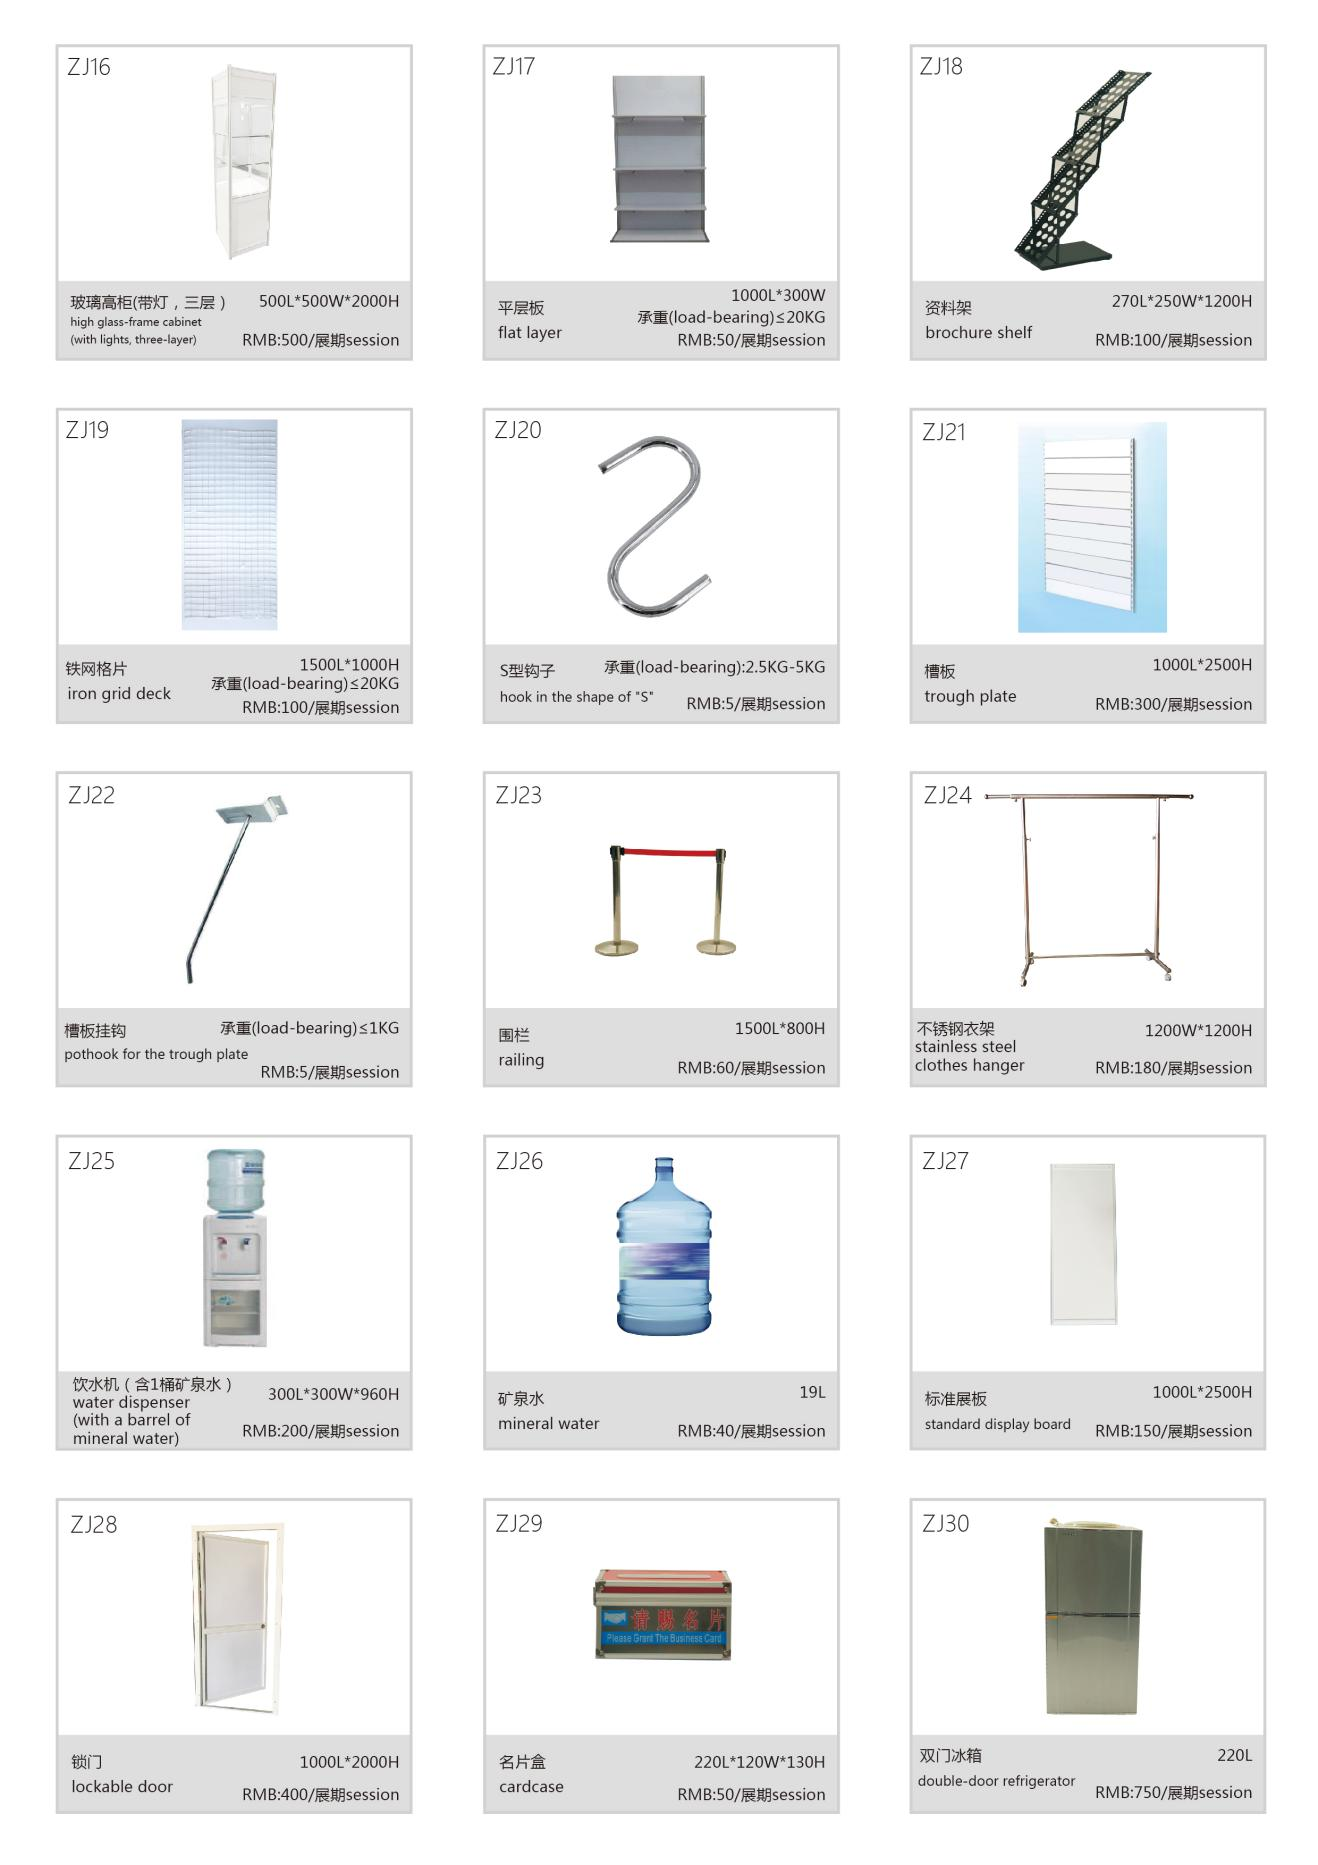 ZJ16
玻璃高柜(带灯，三层）
high glass-frame cabinet
(with lights, three-layer)
500L*500W*2000H
RMB:500/展期session
ZJ17
平层板
flat layer
1000L*300W
承重(load-bearing)≤20KG
RMB:50/展期session
ZJ18
资料架
brochure shelf
270L*250W*1200H
RMB:100/展期session
ZJ19
铁网格片
iron grid deck
1500L*1000H
承重(load-bearing)≤20KG
RMB:100/展期session
ZJ20
S型钩子
hook in the shape of "S"
承重(load-bearing):2.5KG-5KG
RMB:5/展期session
ZJ21
槽板
trough plate
1000L*2500H
RMB:300/展期session
ZJ22
槽板挂钩
pothook for the trough plate
承重(load-bearing)≤1KG
RMB:5/展期session
ZJ23
围栏
railing
1500L*800H
RMB:60/展期session
ZJ24
不锈钢衣架
stainless steel
clothes hanger
1200W*1200H
RMB:180/展期session
ZJ25
饮水机（含1桶矿泉水）
water dispenser
(with a barrel of
mineral water)
300L*300W*960H
RMB:200/展期session
ZJ26
矿泉水
mineral water
19L
RMB:40/展期session
ZJ27
标准展板
standard display board
1000L*2500H
RMB:150/展期session
ZJ28
锁门
lockable door
1000L*2000H
RMB:400/展期session
ZJ29
请赐名片
Please Grant The Business Card
名片盒
cardcase
220L*120W*130H
RMB:50/展期session
ZJ30
双门冰箱
double-door refrigerator
220L
RMB:750/展期session